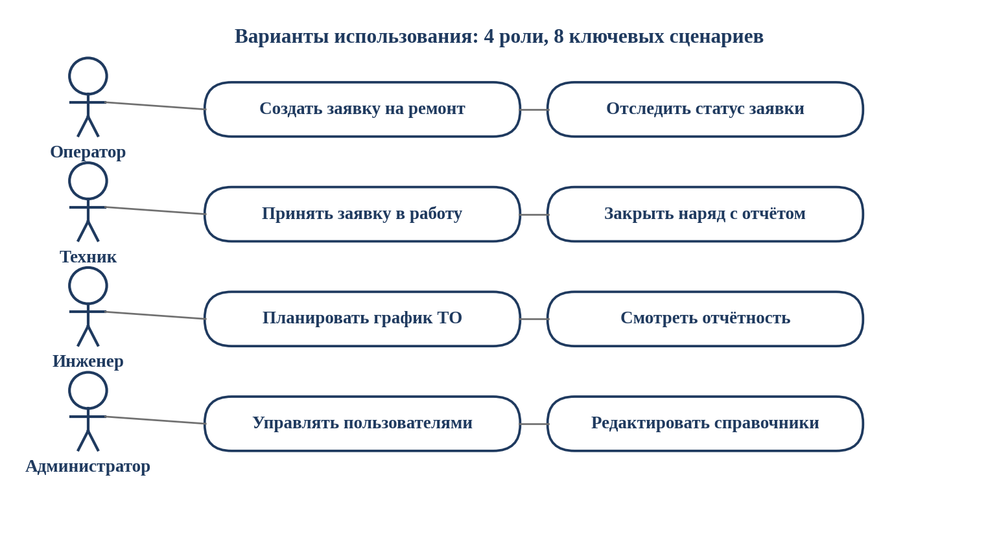 Варианты использования: 4 роли, 8 ключевых сценариев
Создать заявку на ремонт
Отследить статус заявки
Оператор
Принять заявку в работу
Закрыть наряд с отчётом
Техник
Планировать график ТО
Смотреть отчётность
Инженер
Управлять пользователями
Редактировать справочники
Администратор